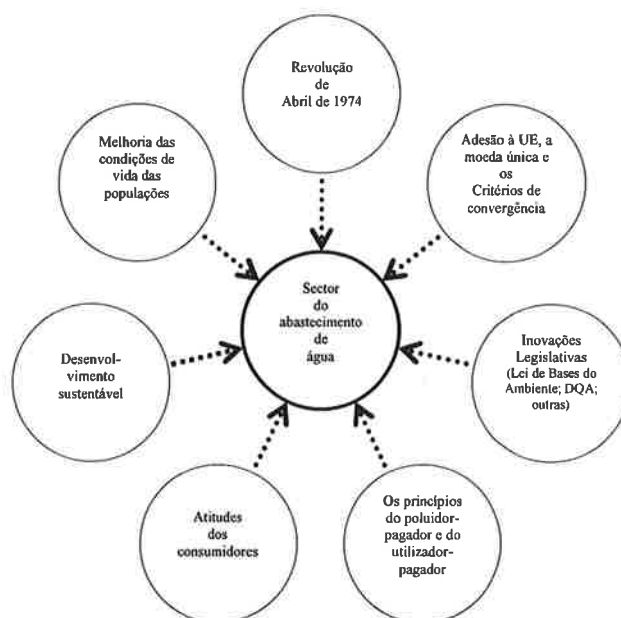 Revolução
de
Abril de 1974
Melhoria das
condições de
vida das
populações
Adesão à UE, a
moeda única e
os
Critérios de
convergência
Sector
do
abastecimento
de
água
Desenvol-
vimento
sustentável
Inovações
Legislativas
(Lei de Bases do
Ambiente; DQA;
outras)
Atitudes
dos
consumidores
Os princípios
do poluidor-
pagador e do
utilizador-
pagador